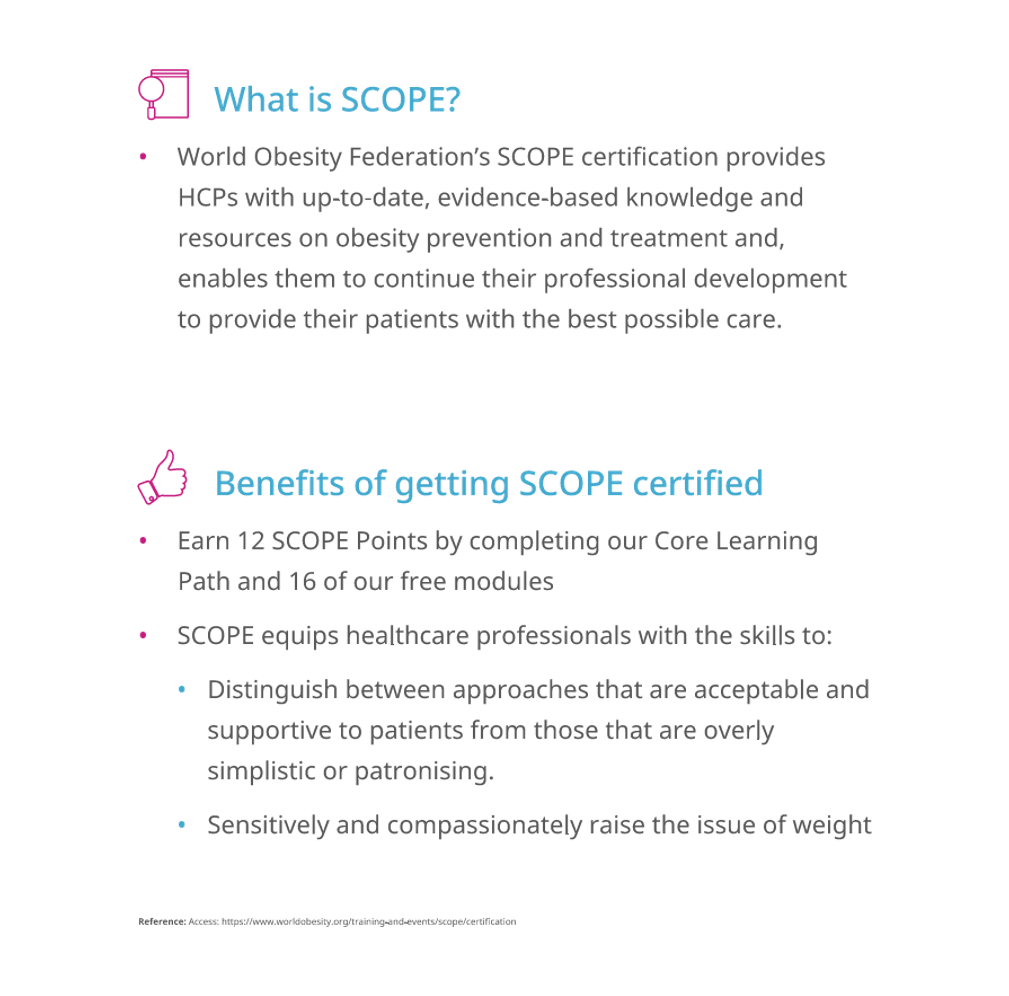 What is SCOPE?
• World Obesity Federation’s SCOPE certification provides
HCPs with up-to-date, evidence-based knowledge and
resources on obesity prevention and treatment and,
enables them to continue their professional development
to provide their patients with the best possible care.
Benefits of getting SCOPE certified
• Earn 12 SCOPE Points by completing our Core Learning
Path and 16 of our free modules
• SCOPE equips healthcare professionals with the skills to:
• Distinguish between approaches that are acceptable and
supportive to patients from those that are overly
simplistic or patronising.
• Sensitively and compassionately raise the issue of weight
Reference: Access: https://www.worldobesity.org/training-and-events/scope/certification